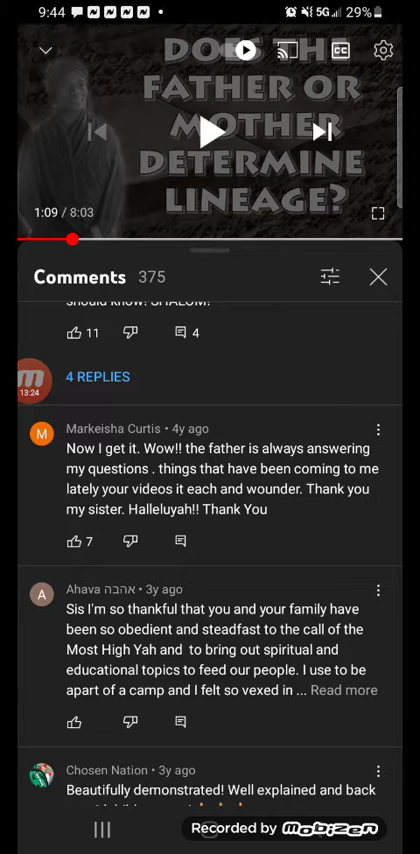 9:44
5G 29%
DOES THE
FATHER OR
MOTHER
DETERMINE
LINEAGE?
CC
1:09 / 8:03
Comments 375
should know! SHALOM!
11
4
4 REPLIES
m
13:24
M
Markeisha Curtis • 4y ago
Now I get it. Wow!! the father is always answering
my questions . things that have been coming to me
lately your videos it each and wounder. Thank you
my sister. Halleluyah!! Thank You
7
A
Ahava אהבה • 3y ago
Sis I'm so thankful that you and your family have
been so obedient and steadfast to the call of the
Most High Yah and to bring out spiritual and
educational topics to feed our people. I use to be
apart of a camp and I felt so vexed in ... Read more
Chosen Nation • 3y ago
Beautifully demonstrated! Well explained and back
Recorded by mobizen